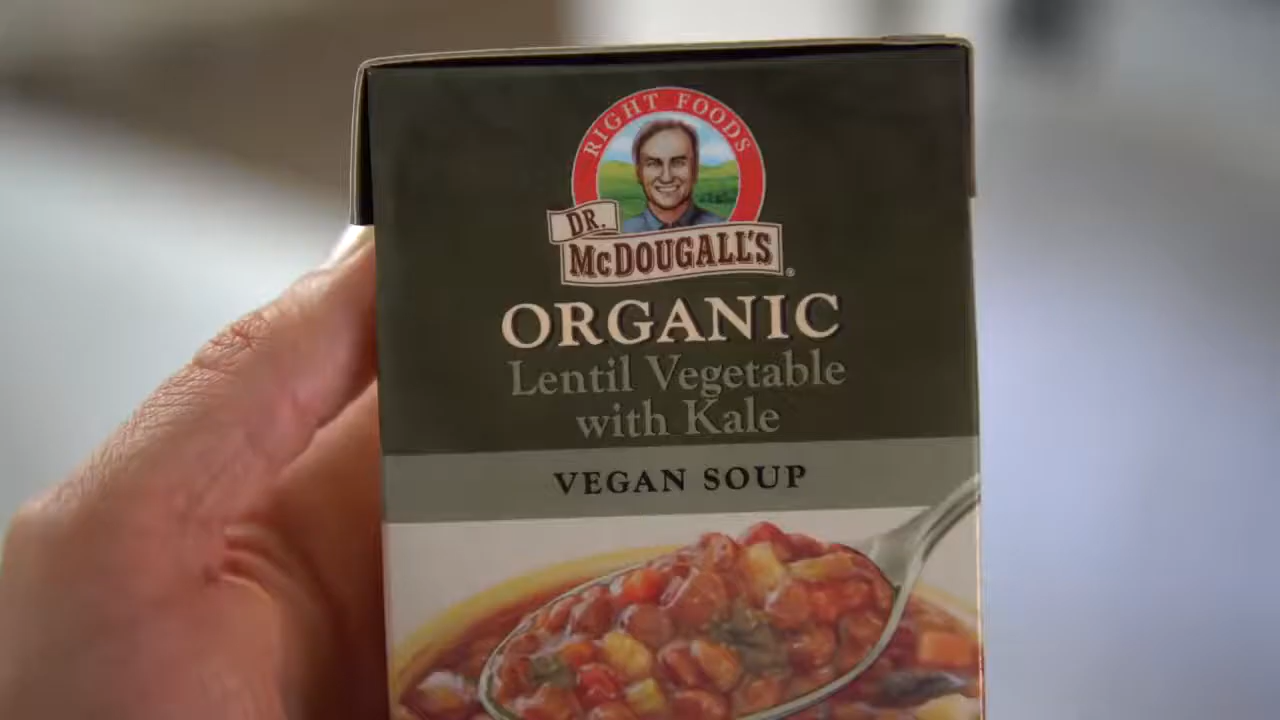 RIGHT FOODS
DR.
McDOUGALL'S®
ORGANIC
Lentil Vegetable
with Kale
VEGAN SOUP